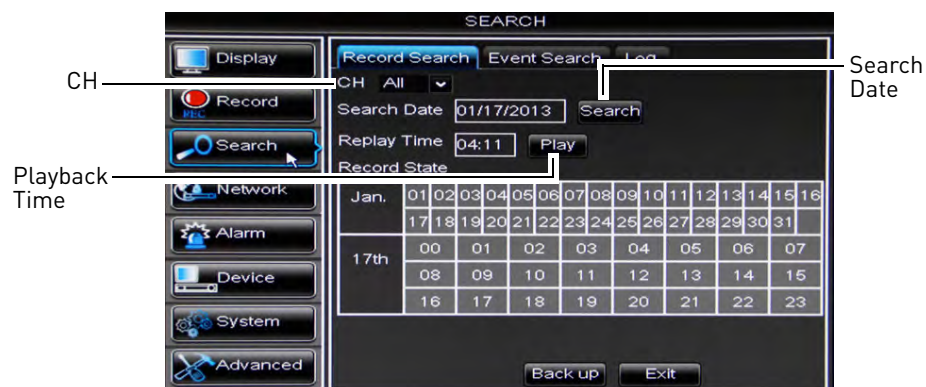 SEARCH
CH
Search Date
Playback Time
Display
Record
REC
Search
Network
Alarm
Device
System
Advanced
Record Search Event Search Log
CH All
Search Date 01/17/2013 Search
Replay Time 04:11 Play
Record State
Jan. 01 02 03 04 05 06 07 08 09 10 11 12 13 14 15 16
17 18 19 20 21 22 23 24 25 26 27 28 29 30 31
17th 00 01 02 03 04 05 06 07
08 09 10 11 12 13 14 15
16 17 18 19 20 21 22 23
Back up Exit